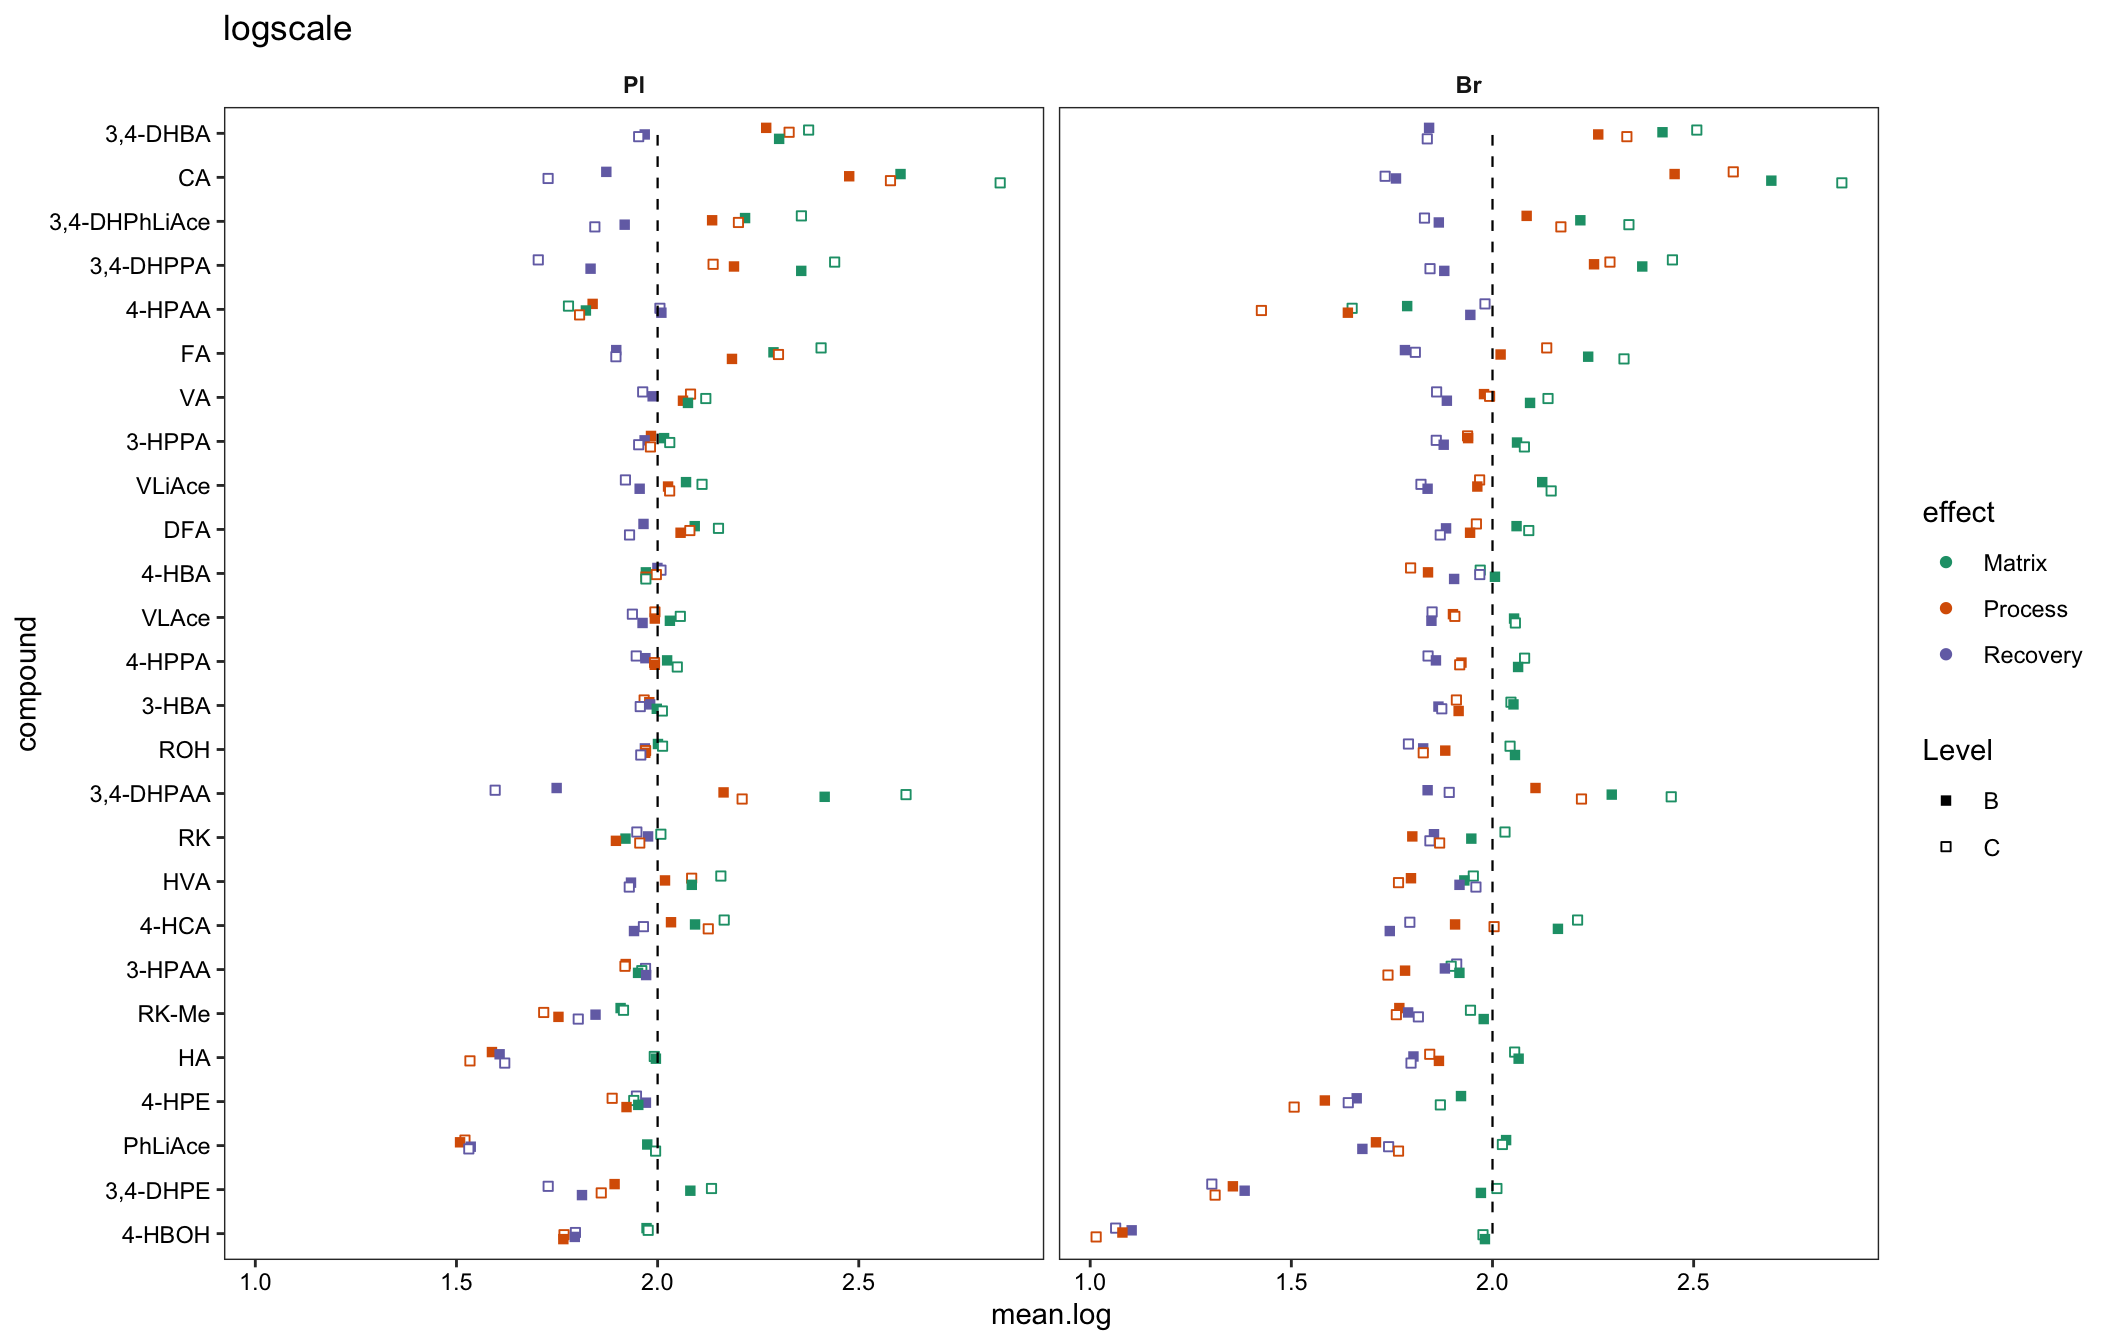 logscale
Pl
Br
3,4-DHBA
CA
3,4-DHPhLiAce
3,4-DHPPA
4-HPAA
FA
VA
3-HPPA
VLiAce
DFA
4-HBA
VLAce
4-HPPA
3-HBA
ROH
3,4-DHPAA
RK
HVA
4-HCA
3-HPAA
RK-Me
HA
4-HPE
PhLiAce
3,4-DHPE
4-HBOH
compound
1.0 1.5 2.0 2.5
1.0 1.5 2.0 2.5
mean.log
effect
Matrix
Process
Recovery
Level
B
C